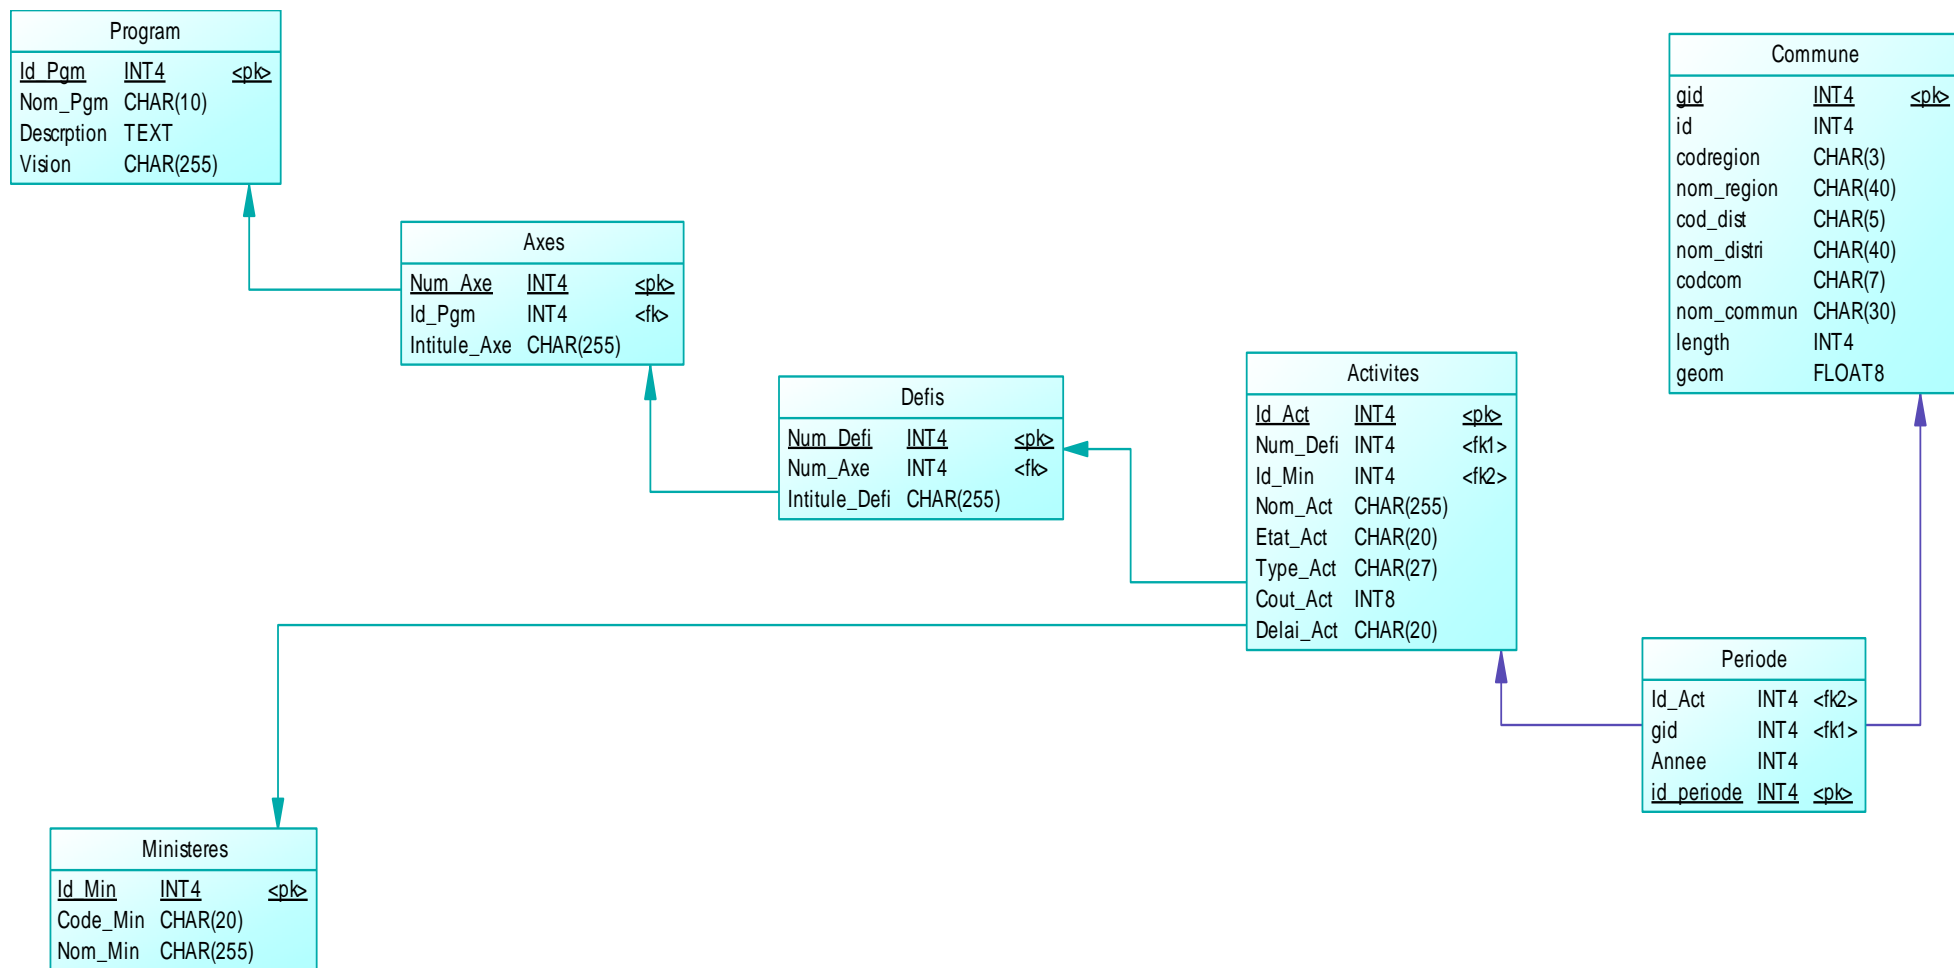 Program
Id_Pgm INT4 <pk>
Nom_Pgm CHAR(10)
Descrption TEXT
Vision CHAR(255)
Commune
gid INT4 <pk>
id INT4
codregion CHAR(3)
nom_region CHAR(40)
cod_dist CHAR(5)
nom_distri CHAR(40)
codcom CHAR(7)
nom_commun CHAR(30)
length INT4
geom FLOAT8
Axes
Num_Axe INT4 <pk>
Id_Pgm INT4 <fk>
Intitule_Axe CHAR(255)
Defis
Num_Defi INT4 <pk>
Num_Axe INT4 <fk>
Intitule_Defi CHAR(255)
Activites
Id_Act INT4 <pk>
Num_Defi INT4 <fk1>
Id_Min INT4 <fk2>
Nom_Act CHAR(255)
Etat_Act CHAR(20)
Type_Act CHAR(27)
Cout_Act INT8
Delai_Act CHAR(20)
Periode
Id_Act INT4 <fk2>
gid INT4 <fk1>
Annee INT4
id_periode INT4 <pk>
Ministeres
Id_Min INT4 <pk>
Code_Min CHAR(20)
Nom_Min CHAR(255)